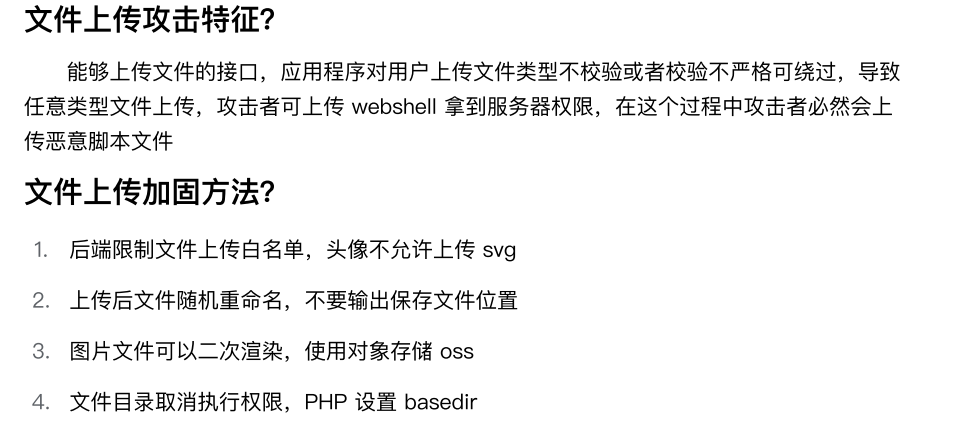 文件上传攻击特征？
能够上传文件的接口，应用程序对用户上传文件类型不校验或者校验不严格可绕过，导致
任意类型文件上传，攻击者可上传 webshell 拿到服务器权限，在这个过程中攻击者必然会上
传恶意脚本文件
文件上传加固方法？
1. 后端限制文件上传白名单，头像不允许上传 svg
2. 上传后文件随机重命名，不要输出保存文件位置
3. 图片文件可以二次渲染，使用对象存储 oss
4. 文件目录取消执行权限，PHP 设置 basedir